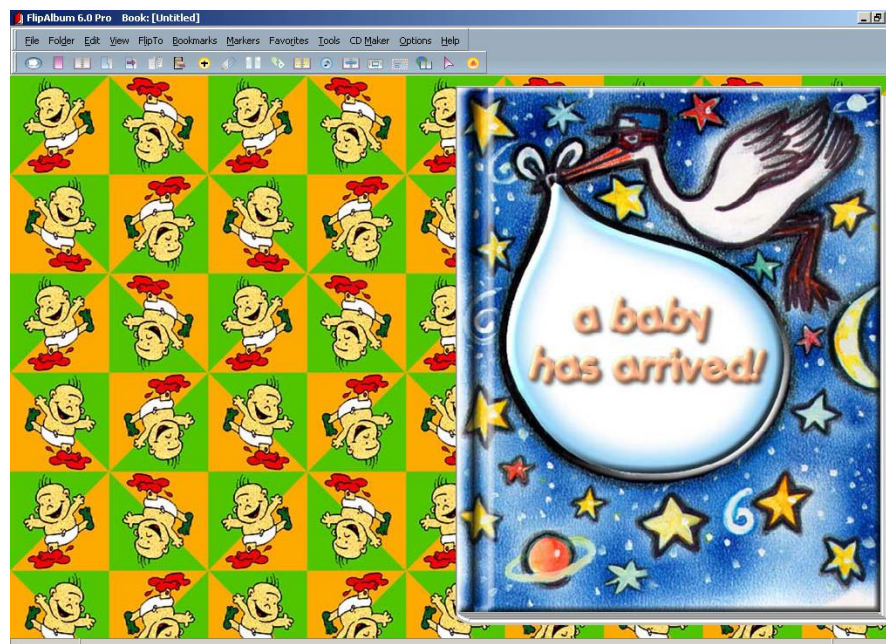 FlipAlbum 6.0 Pro Book: [Untitled]
File Folder Edit View FlipTo Bookmarks Markers Favorites Tools CD Maker Options Help
a baby
has arrived!